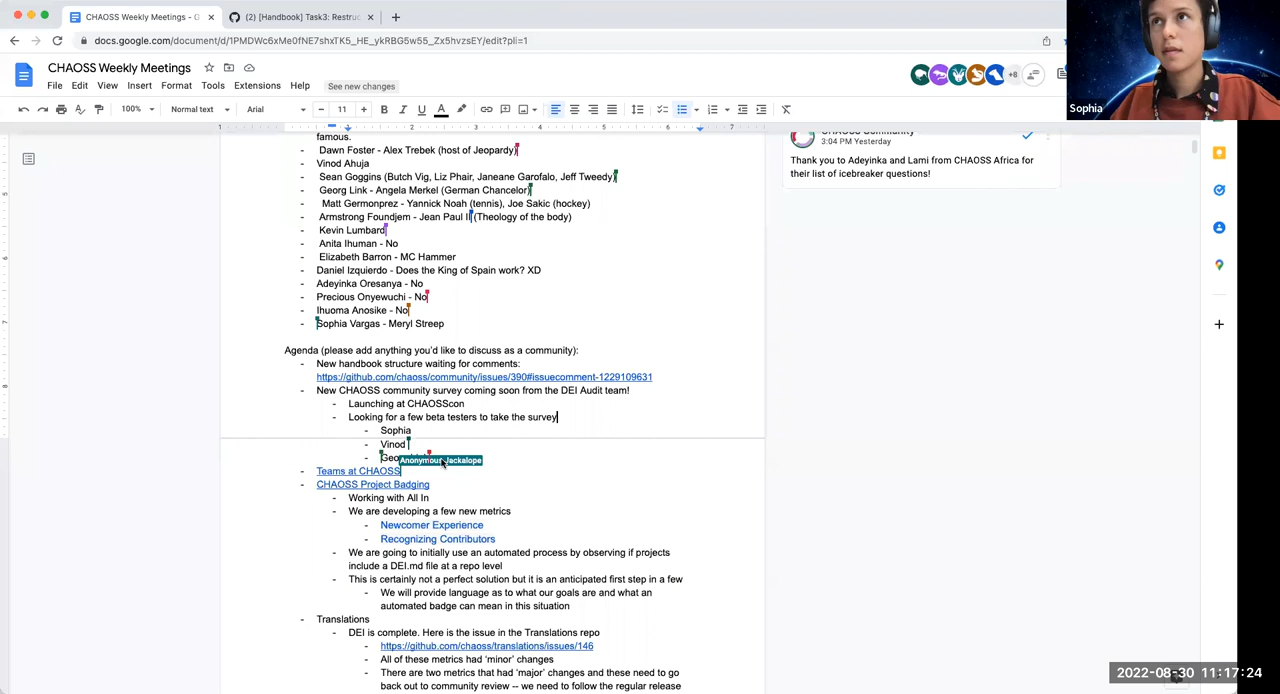 CHAOSS Weekly Meetings - G
(2) [Handbook] Task3: Restruc
docs.google.com/document/d/1PMDWc6xMe0fNE7shxTK5_HE_ykRBG5w55_Zx5hvzsEY/edit?pli=1
Sophia
CHAOSS Weekly Meetings
File Edit View Insert Format Tools Extensions Help See new changes
+8
100% Normal text Arial 11
1 2 3 4 5 6 7
famous.
- Dawn Foster - Alex Trebek (host of Jeopardy)
- Vinod Ahuja
- Sean Goggins (Butch Vig, Liz Phair, Janeane Garofalo, Jeff Tweedy)
- Georg Link - Angela Merkel (German Chancelor)
- Matt Germonprez - Yannick Noah (tennis), Joe Sakic (hockey)
- Armstrong Foundjem - Jean Paul II (Theology of the body)
- Kevin Lumbard
- Anita Ihuman - No
- Elizabeth Barron - MC Hammer
- Daniel Izquierdo - Does the King of Spain work? XD
- Adeyinka Oresanya - No
- Precious Onyewuchi - No
- Ihuoma Anosike - No
- Sophia Vargas - Meryl Streep
Agenda (please add anything you'd like to discuss as a community):
- New handbook structure waiting for comments:
https://github.com/chaoss/community/issues/390#issuecomment-1229109631
- New CHAOSS community survey coming soon from the DEI Audit team!
- Launching at CHAOSScon
- Looking for a few beta testers to take the survey
- Sophia
- Vinod
- Geo
Anonymous Jackalope
- Teams at CHAOSS
- CHAOSS Project Badging
- Working with All In
- We are developing a few new metrics
- Newcomer Experience
- Recognizing Contributors
- We are going to initially use an automated process by observing if projects
include a DEI.md file at a repo level
- This is certainly not a perfect solution but it is an anticipated first step in a few
- We will provide language as to what our goals are and what an
automated badge can mean in this situation
- Translations
- DEI is complete. Here is the issue in the Translations repo
- https://github.com/chaoss/translations/issues/146
- All of these metrics had 'minor' changes
- There are two metrics that had 'major' changes and these need to go
back out to community review -- we need to follow the regular release
CHAOSS Community
3:04 PM Yesterday
Thank you to Adeyinka and Lami from CHAOSS Africa for
their list of icebreaker questions!
5
6
7
8
2022-08-30 11:17:24